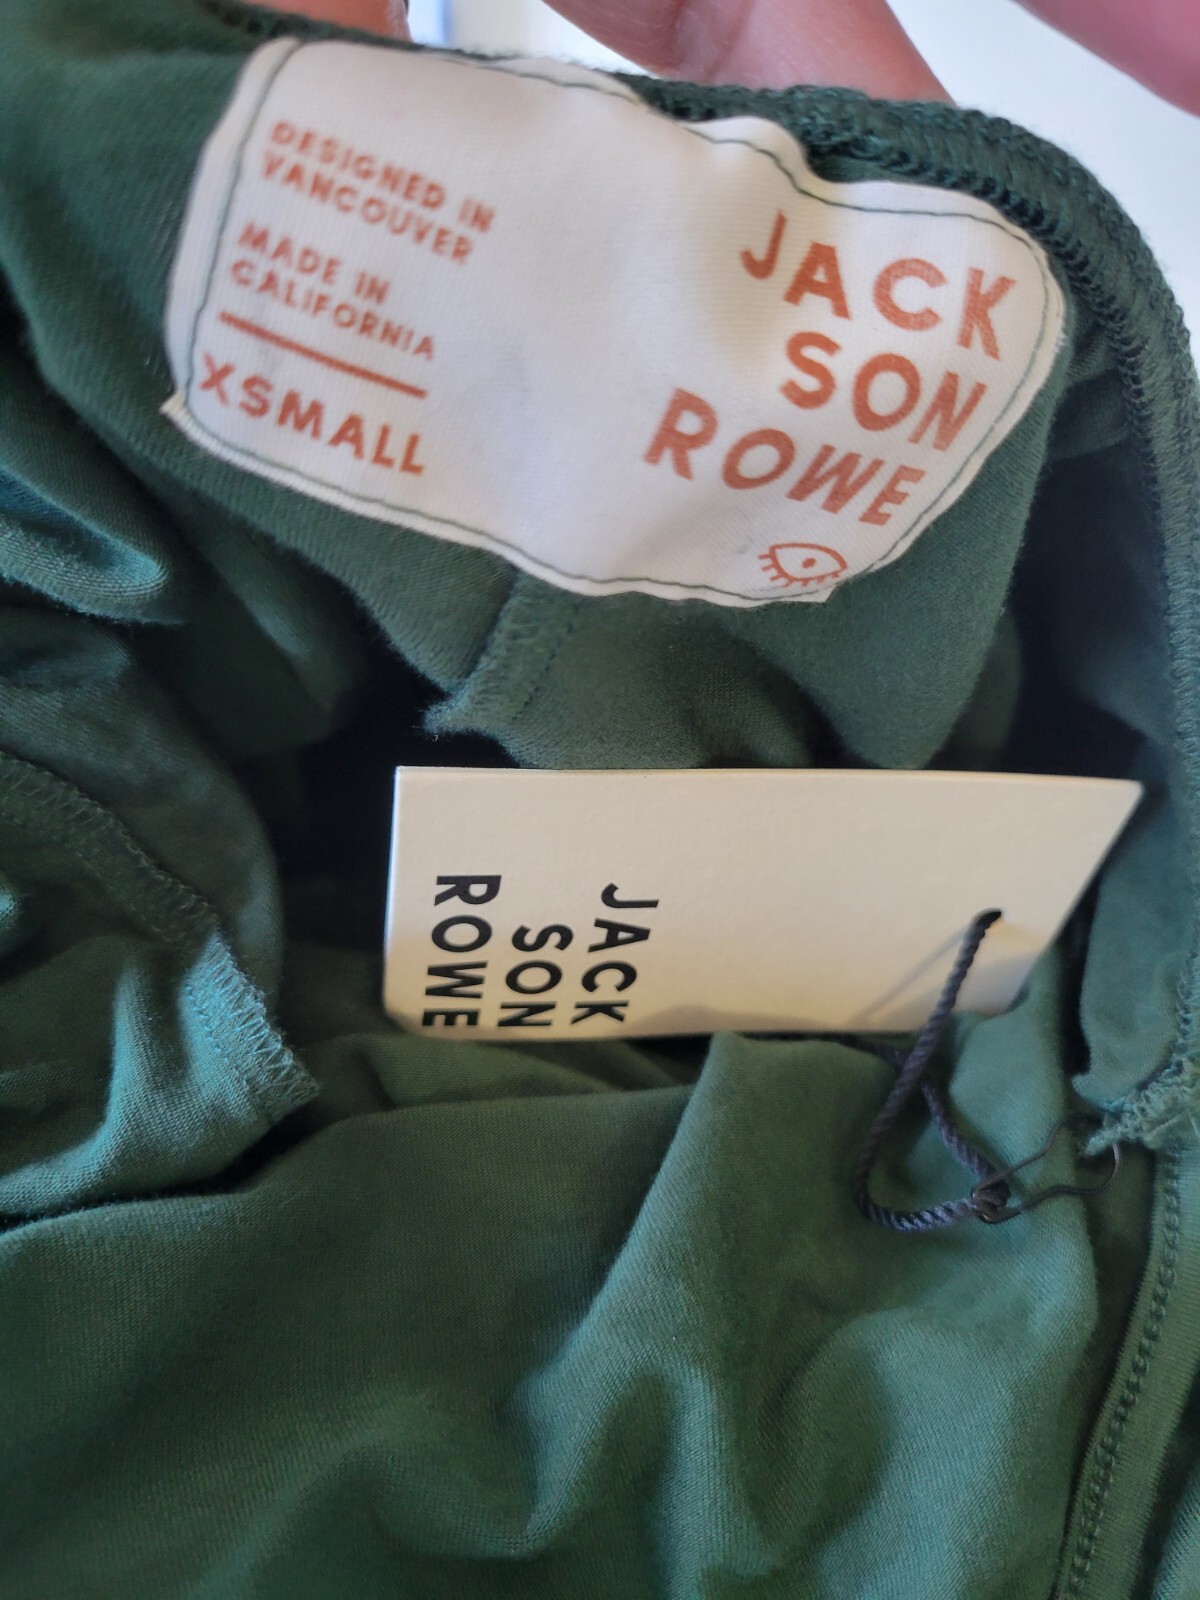 DESIGNED IN
VANCOUVER
MADE IN
CALIFORNIA
XSMALL
JACK
SON
ROWE
JACK
SON
ROWE